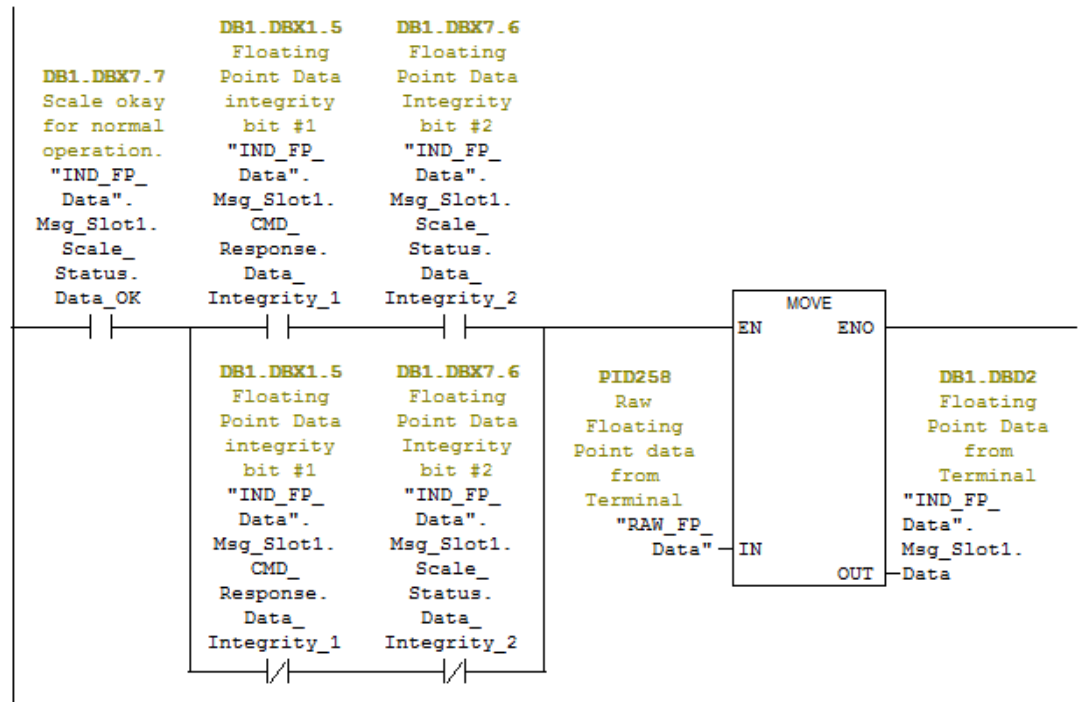 DB1.DBX7.7
Scale okay
for normal
operation.
"IND_FP_
Data".
Msg_Slot1.
Scale_
Status.
Data_OK
DB1.DBX1.5
Floating
Point Data
integrity
bit #1
"IND_FP_
Data".
Msg_Slot1.
CMD_
Response.
Data_
Integrity_1
DB1.DBX7.6
Floating
Point Data
Integrity
bit #2
"IND_FP_
Data".
Msg_Slot1.
Scale_
Status.
Data_
Integrity_2
DB1.DBX1.5
Floating
Point Data
integrity
bit #1
"IND_FP_
Data".
Msg_Slot1.
CMD_
Response.
Data_
Integrity_1
DB1.DBX7.6
Floating
Point Data
Integrity
bit #2
"IND_FP_
Data".
Msg_Slot1.
Scale_
Status.
Data_
Integrity_2
PID258
Raw
Floating
Point data
from
Terminal
"RAW_FP_
Data"
MOVE
EN ENO
IN
OUT
DB1.DBD2
Floating
Point Data
from
Terminal
"IND_FP_
Data".
Msg_Slot1.
Data